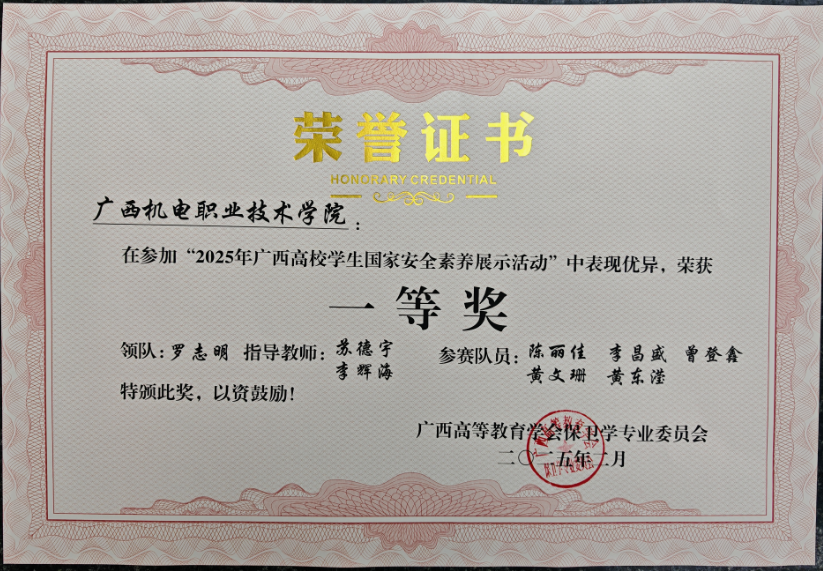 荣誉证书
HONORARY CREDENTIAL
广西机电职业技术学院：
在参加“2025年广西高校学生国家安全素养展示活动”中表现优异，荣获
一等奖
领队：罗志明 指导教师：苏德宇 李辉海 参赛队员：陈丽佳 李昌盛 曾登鑫 黄文珊 黄东滢
特颁此奖，以资鼓励！
广西高等教育学会保卫学专业委员会
二〇二五年二月